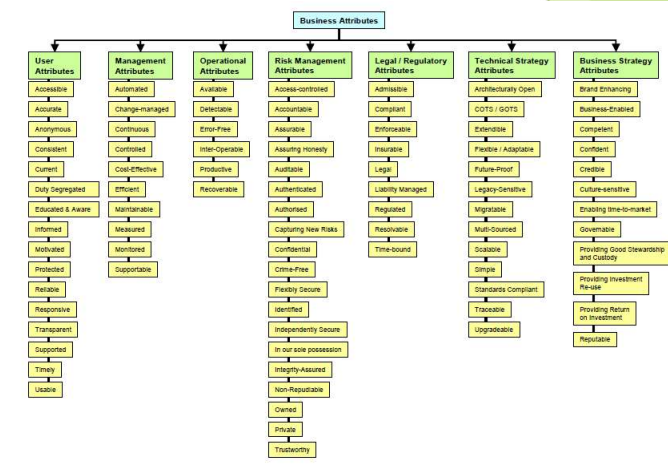 Business Attributes
User
Attributes
Accessible
Accurate
Anonymous
Consistent
Current
Duty Segregated
Educated & Aware
Informed
Motivated
Protected
Reliable
Responsive
Transparent
Supported
Timely
Usable
Management
Attributes
Automated
Change-managed
Continuous
Controlled
Cost-Effective
Efficient
Maintainable
Measured
Monitored
Supportable
Operational
Attributes
Available
Detectable
Error-Free
Inter-Operable
Productive
Recoverable
Risk Management
Attributes
Access-controlled
Accountable
Assurable
Assuring Honesty
Auditable
Authenticated
Authorised
Capturing New Risks
Confidential
Crime-Free
Flexibly Secure
Identified
Independently Secure
In our sole possession
Integrity-Assured
Non-Repudiable
Owned
Private
Trustworthy
Legal / Regulatory
Attributes
Admissible
Compliant
Enforceable
Insurable
Legal
Liability Managed
Regulated
Resolvable
Time-bound
Technical Strategy
Attributes
Architecturally Open
COTS / GOTS
Extendible
Flexible / Adaptable
Future-Proof
Legacy-Sensitive
Migratable
Multi-Sourced
Scalable
Simple
Standards Compliant
Traceable
Upgradeable
Business Strategy
Attributes
Brand Enhancing
Business-Enabled
Competent
Confident
Credible
Culture-sensitive
Enabling time-to-market
Governable
Providing Good Stewardship
and Custody
Providing Investment
Re-use
Providing Return
on Investment
Reputable